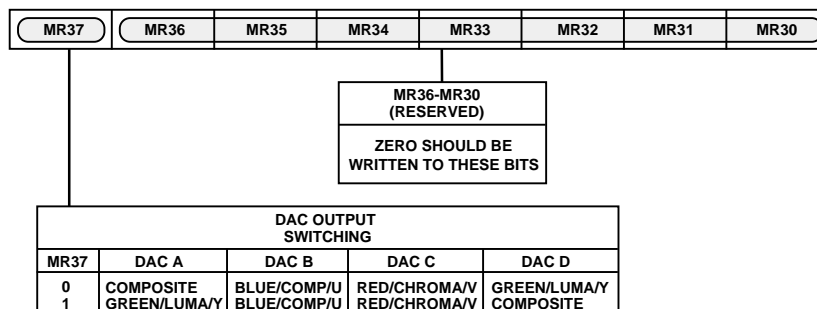 MR37 MR36 MR35 MR34 MR33 MR32 MR31 MR30
MR36-MR30
(RESERVED)
ZERO SHOULD BE
WRITTEN TO THESE BITS
DAC OUTPUT
SWITCHING
MR37 DAC A DAC B DAC C DAC D
0 COMPOSITE BLUE/COMP/U RED/CHROMA/V GREEN/LUMA/Y
1 GREEN/LUMA/Y BLUE/COMP/U RED/CHROMA/V COMPOSITE